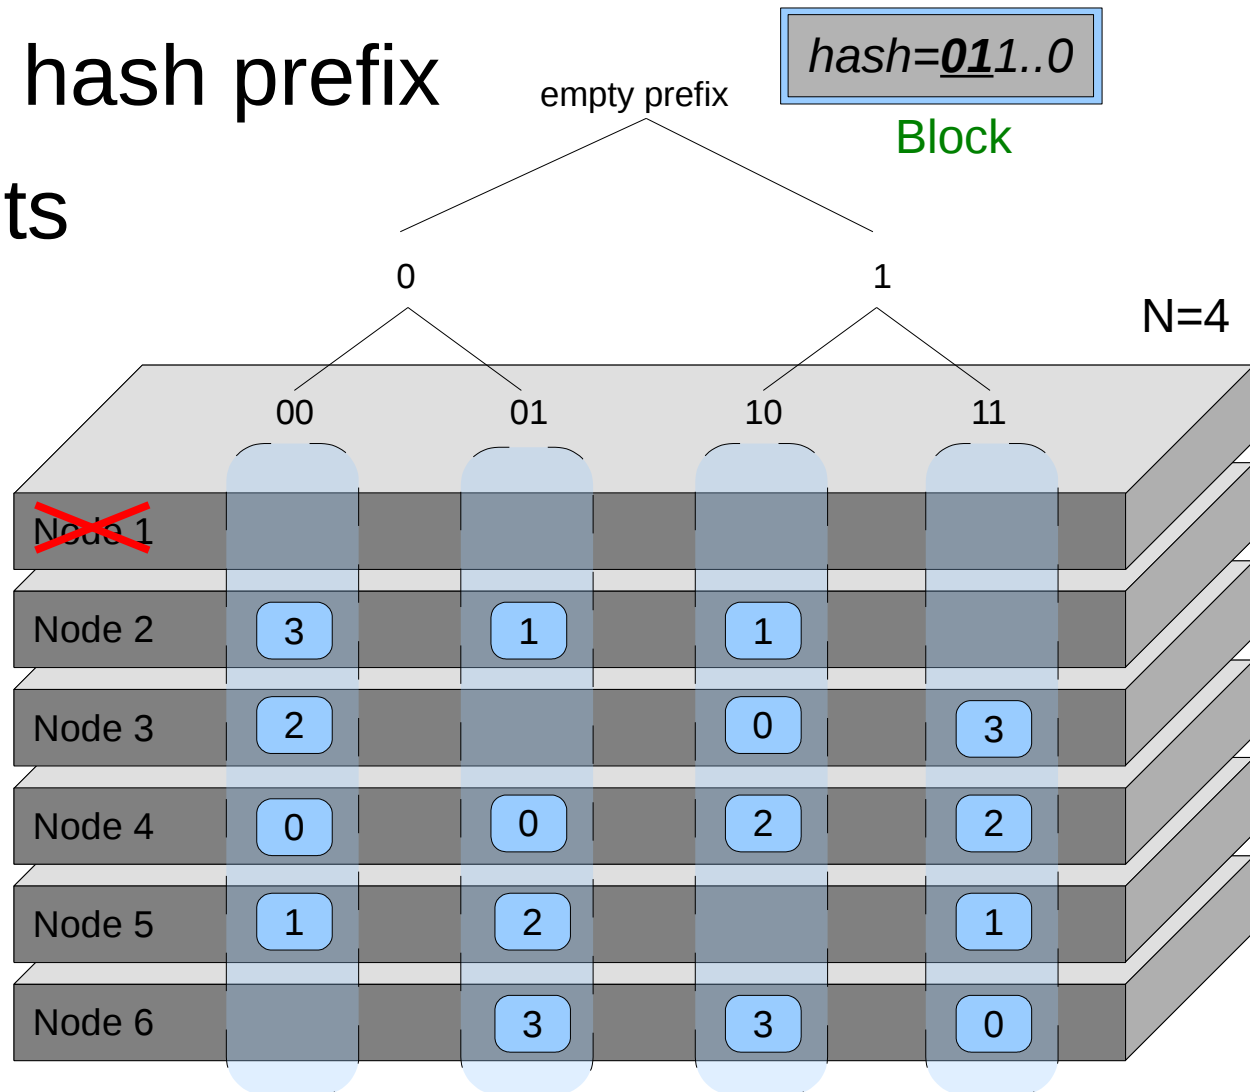 hash prefix
hash=011..0
empty prefix
Block
ts
0 1
N=4
00 01 10 11
Node 1
Node 2 3 1 1
Node 3 2 0 3
Node 4 0 0 2 2
Node 5 1 2 1
Node 6 3 3 0